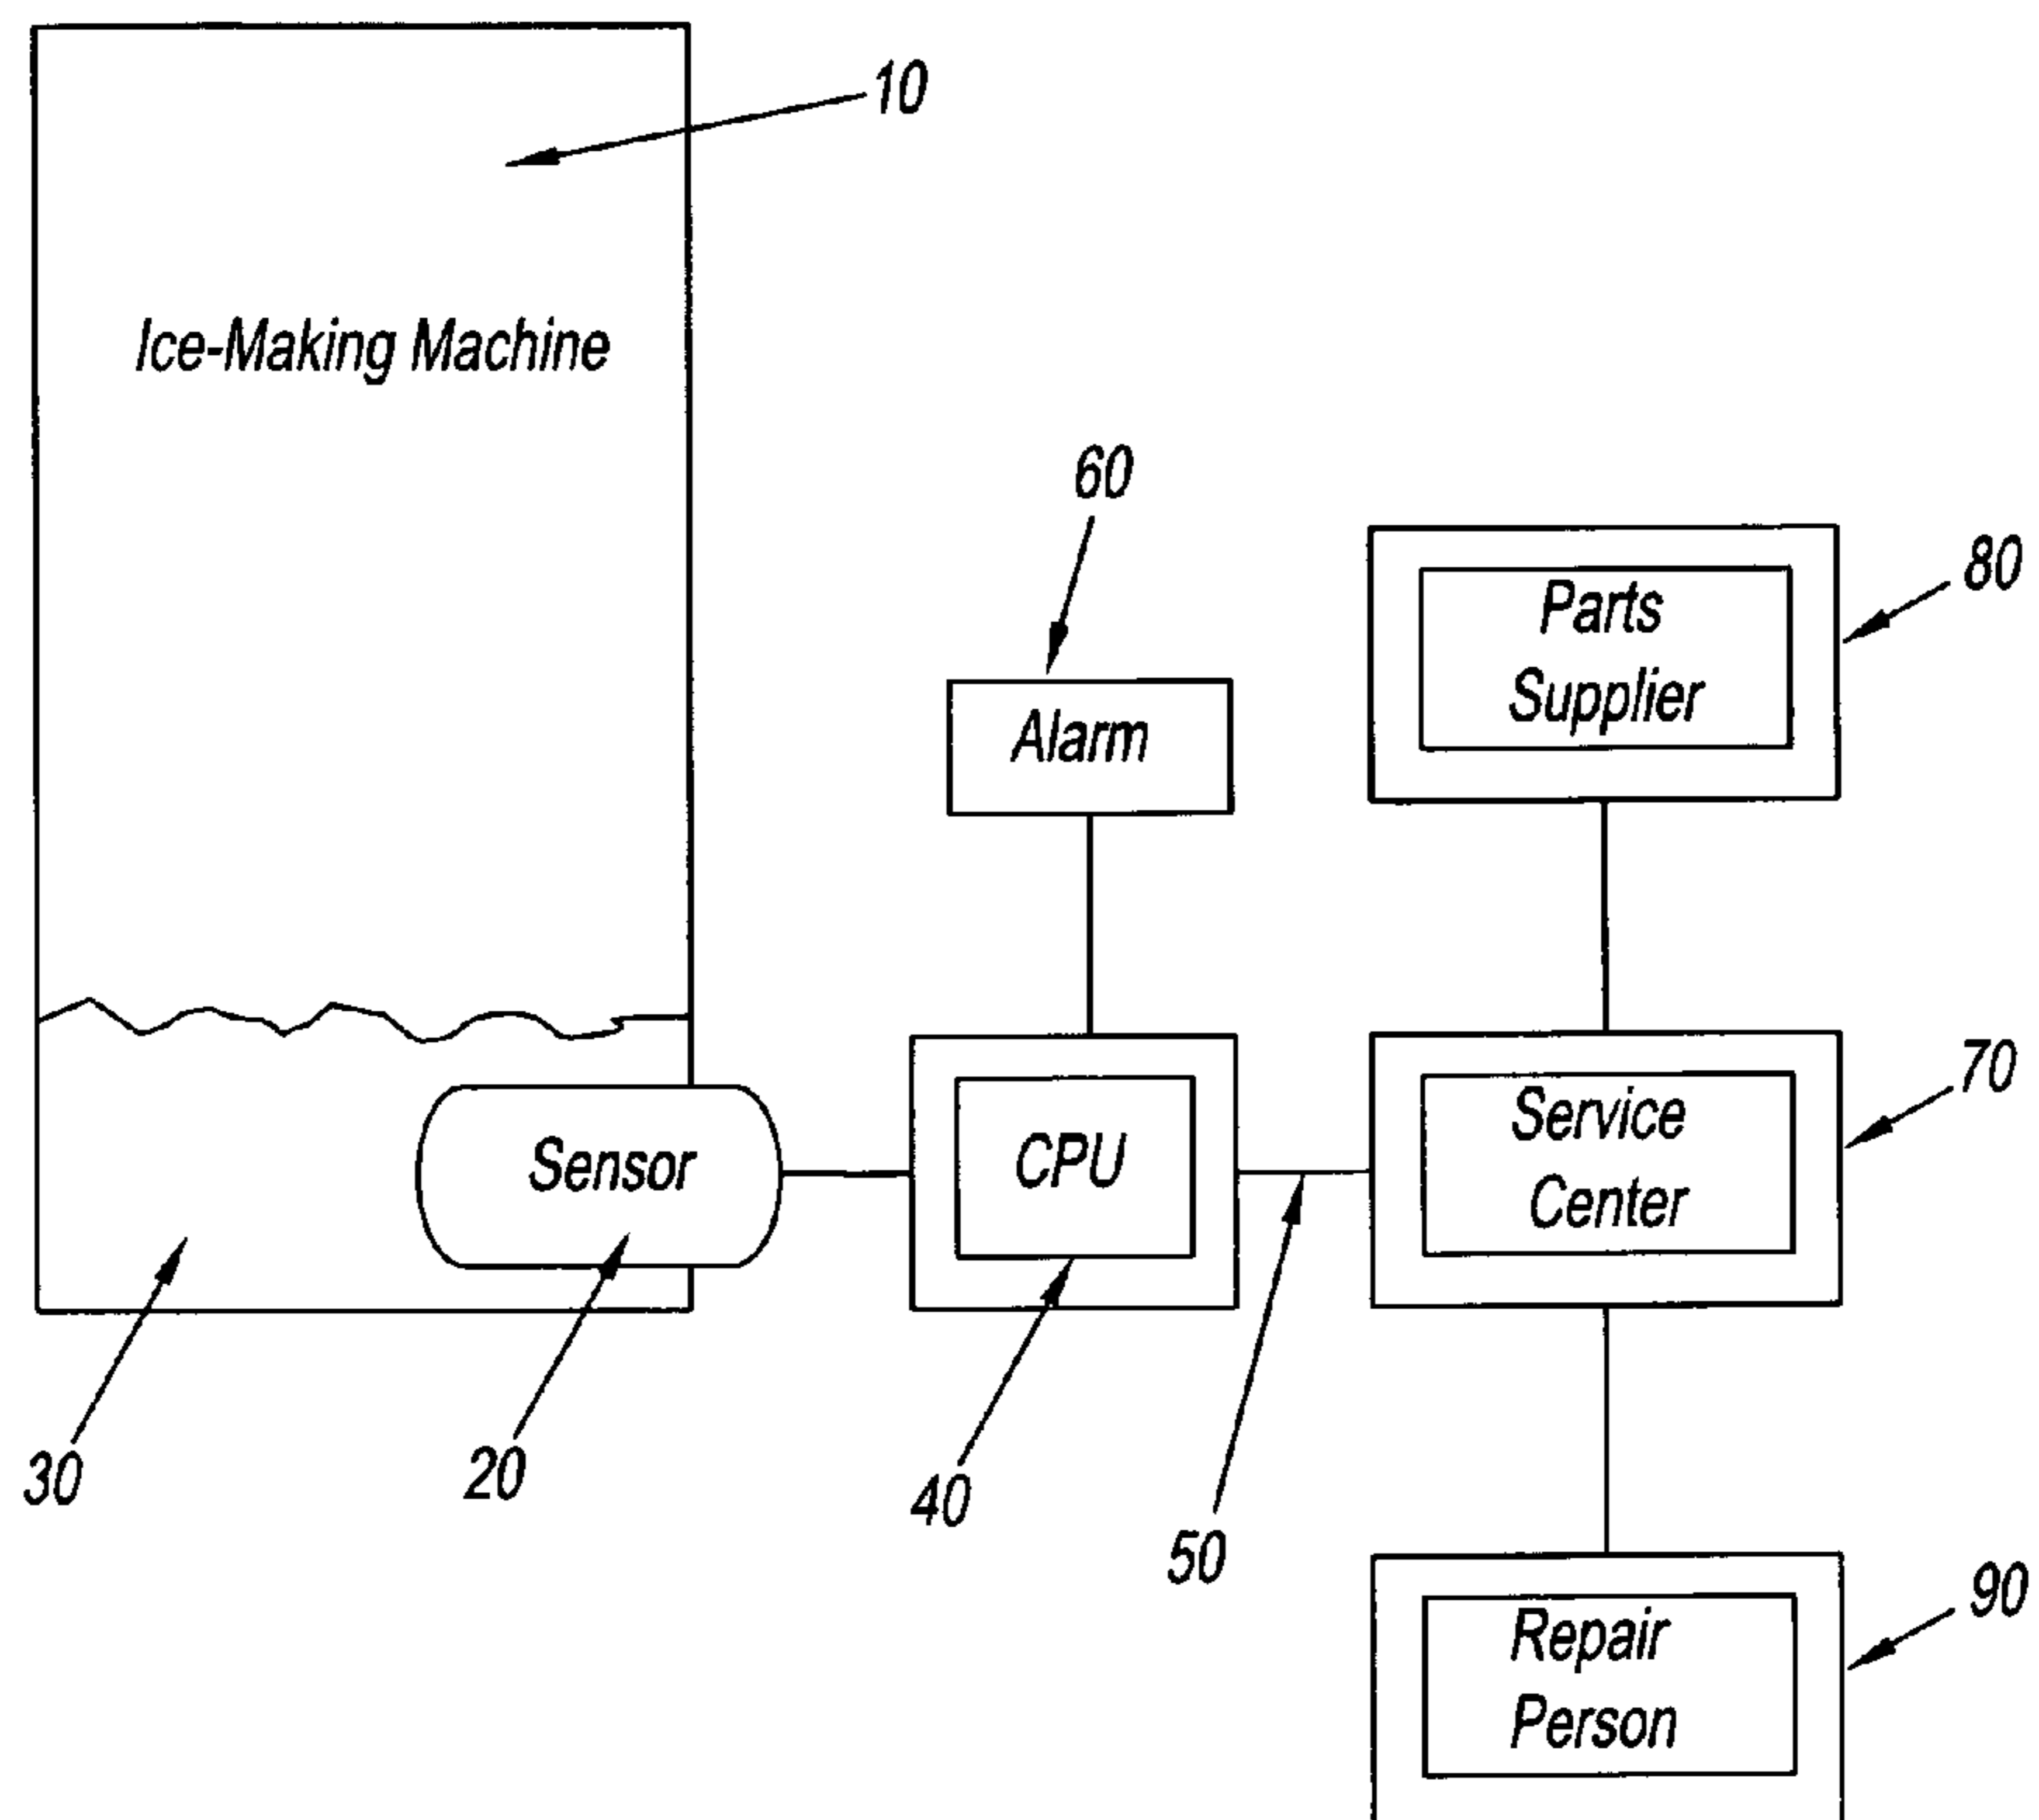 10
Ice-Making Machine
60
80
Parts
Supplier
Alarm
70
Service
Center
Sensor
CPU
30
20
40
50
90
Repair
Person